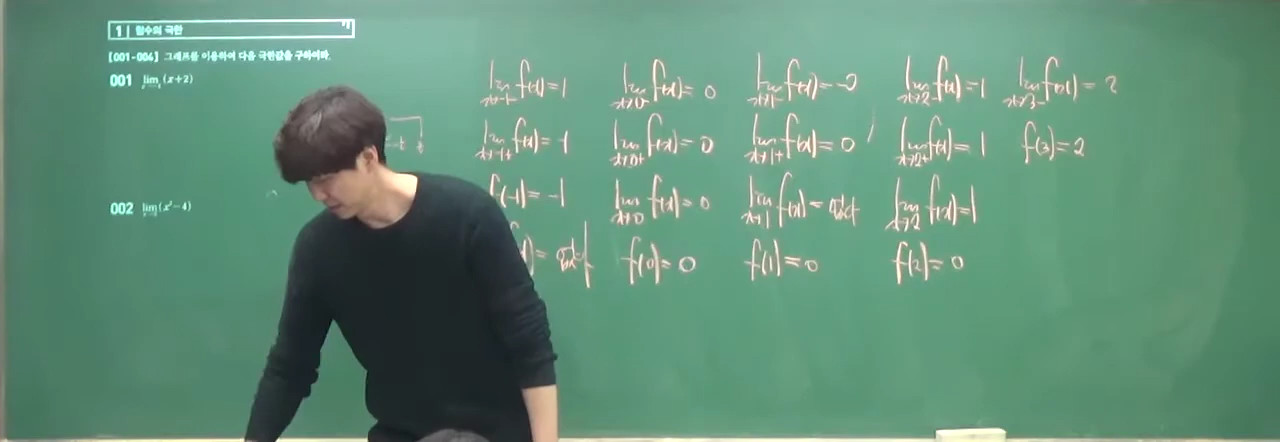 1 함수의 극한
[001-006] 그래프를 이용하여 다음 극한값을 구하여라.
001 lim (x+2)
002 lim (x²-4)
lim x→-1- f(x)=1
lim x→-1+ f(x)=-1
f(-1)=-1
lim x→0- f(x)=0
lim x→0+ f(x)=0
lim x→0 f(x)=0
f(0)=0
lim x→1- f(x)=
lim x→1+ f(x)=0
lim x→1 f(x)=
f(1)=0
lim x→2- f(x)=1
lim x→2+ f(x)=1
lim x→2 f(x)=1
f(2)=0
lim x→3- f(x)=2
f(3)=2